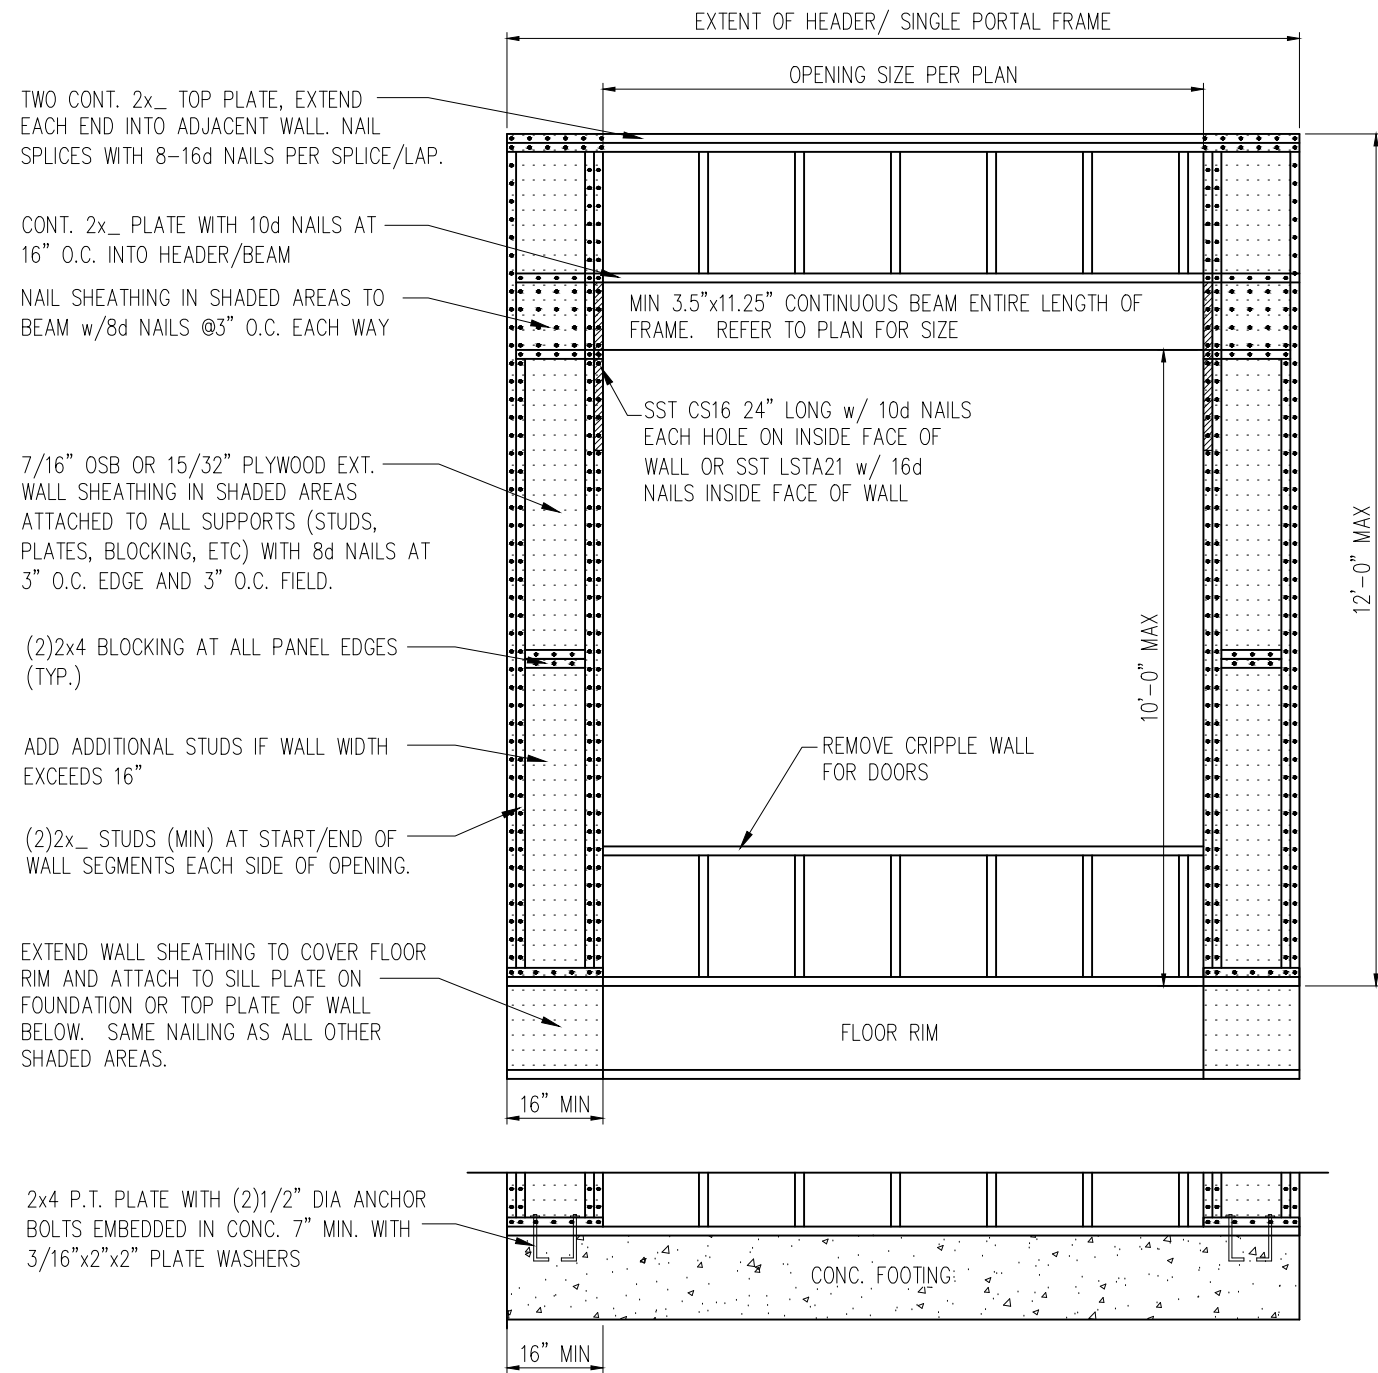 EXTENT OF HEADER/ SINGLE PORTAL FRAME
OPENING SIZE PER PLAN
TWO CONT. 2x_ TOP PLATE, EXTEND
EACH END INTO ADJACENT WALL. NAIL
SPLICES WITH 8-16d NAILS PER SPLICE/LAP.
CONT. 2x_ PLATE WITH 10d NAILS AT
16" O.C. INTO HEADER/BEAM
NAIL SHEATHING IN SHADED AREAS TO
BEAM w/8d NAILS @3" O.C. EACH WAY
MIN 3.5"x11.25" CONTINUOUS BEAM ENTIRE LENGTH OF
FRAME. REFER TO PLAN FOR SIZE
SST CS16 24" LONG w/ 10d NAILS
EACH HOLE ON INSIDE FACE OF
WALL OR SST LSTA21 w/ 16d
NAILS INSIDE FACE OF WALL
7/16" OSB OR 15/32" PLYWOOD EXT.
WALL SHEATHING IN SHADED AREAS
ATTACHED TO ALL SUPPORTS (STUDS,
PLATES, BLOCKING, ETC) WITH 8d NAILS AT
3" O.C. EDGE AND 3" O.C. FIELD.
12'-0" MAX
10'-0" MAX
(2)2x4 BLOCKING AT ALL PANEL EDGES
(TYP.)
ADD ADDITIONAL STUDS IF WALL WIDTH
EXCEEDS 16"
REMOVE CRIPPLE WALL
FOR DOORS
(2)2x_ STUDS (MIN) AT START/END OF
WALL SEGMENTS EACH SIDE OF OPENING.
EXTEND WALL SHEATHING TO COVER FLOOR
RIM AND ATTACH TO SILL PLATE ON
FOUNDATION OR TOP PLATE OF WALL
BELOW. SAME NAILING AS ALL OTHER
SHADED AREAS.
FLOOR RIM
16" MIN
2x4 P.T. PLATE WITH (2)1/2" DIA ANCHOR
BOLTS EMBEDDED IN CONC. 7" MIN. WITH
3/16"x2"x2" PLATE WASHERS
CONC. FOOTING
16" MIN